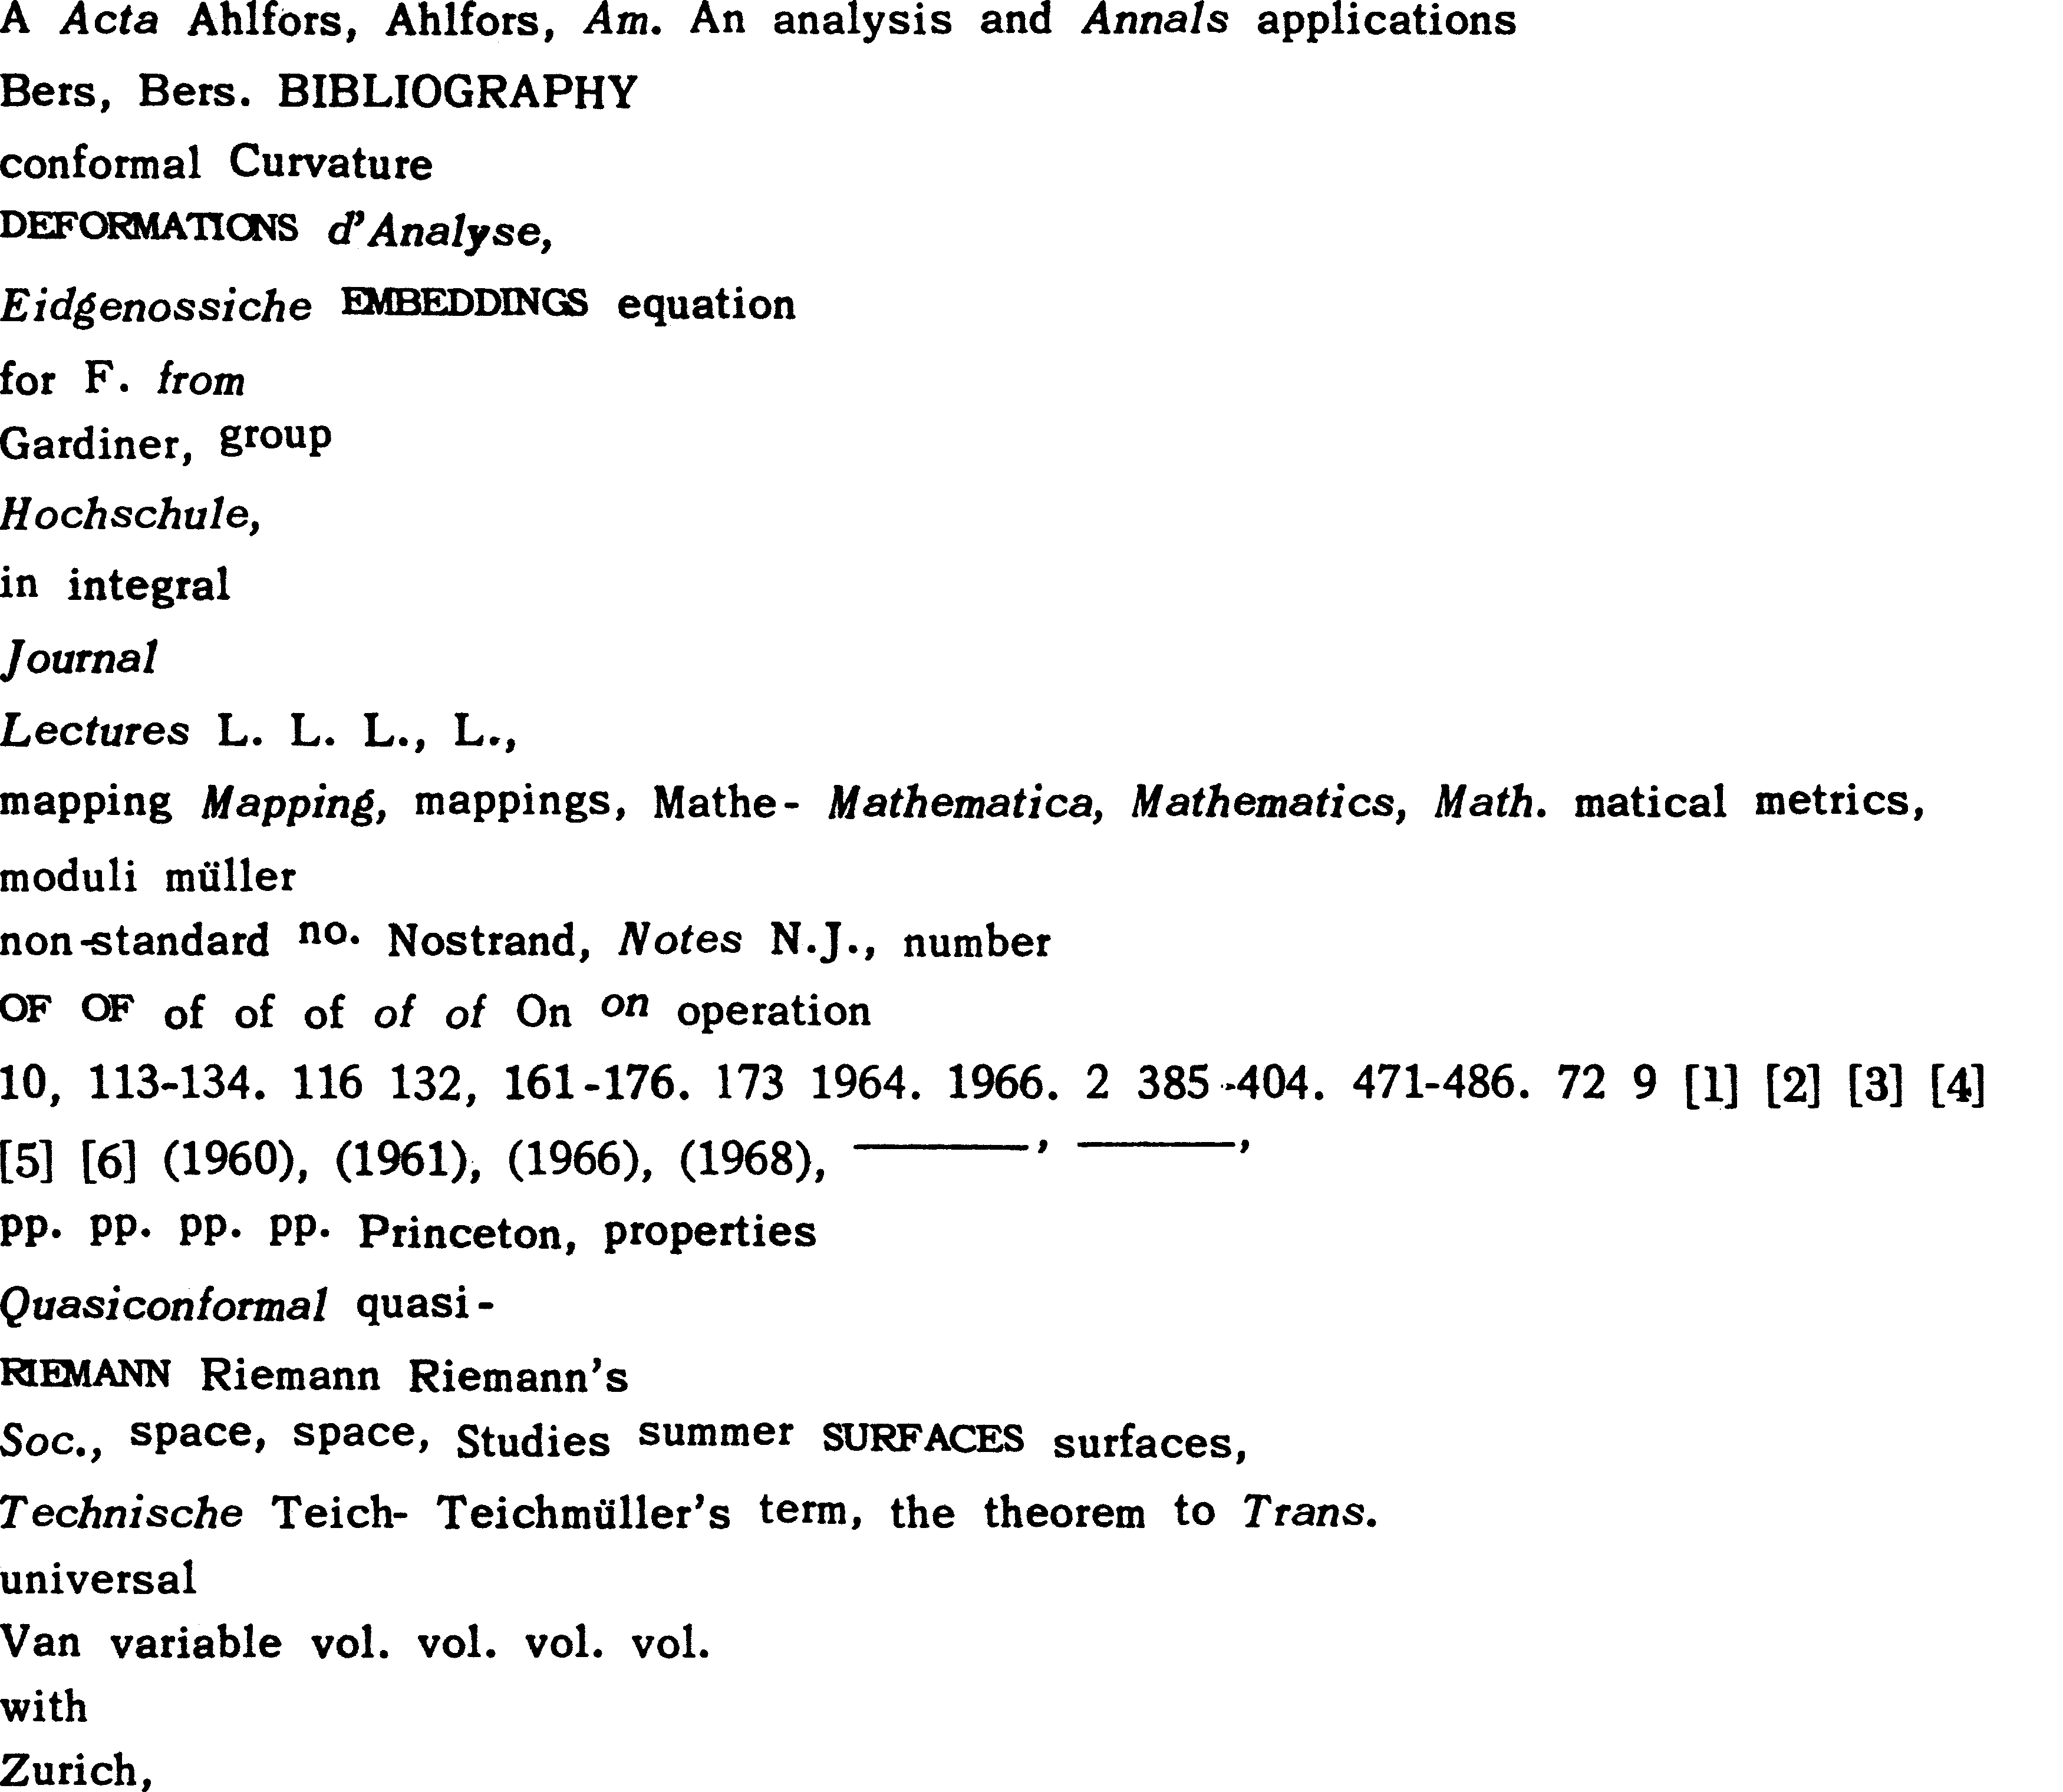 A Acta Ahlfors, Ahlfors, Am. An analysis and Annals applications
Bers, Bers. BIBLIOGRAPHY
conformal Curvature
DEFORMATIONS d'Analyse,
Eidgenossiche EMBEDDINGS equation
for F. from
Gardiner, group
Hochschule,
in integral
Journal
Lectures L. L. L., L.,
mapping Mapping, mappings, Mathe- Mathematica, Mathematics, Math. matical metrics,
moduli müller
non-standard no. Nostrand, Notes N.J., number
OF OF of of of of of On on operation
10, 113-134. 116 132, 161-176. 173 1964. 1966. 2 385-404. 471-486. 72 9 [1] [2] [3] [4]
[5] [6] (1960), (1961), (1966), (1968), ———, ———,
pp. pp. pp. pp. Princeton, properties
Quasiconformal quasi-
RIEMANN Riemann Riemann's
Soc., space, space, Studies summer SURFACES surfaces,
Technische Teich- Teichmüller's term, the theorem to Trans.
universal
Van variable vol. vol. vol. vol.
with
Zurich,